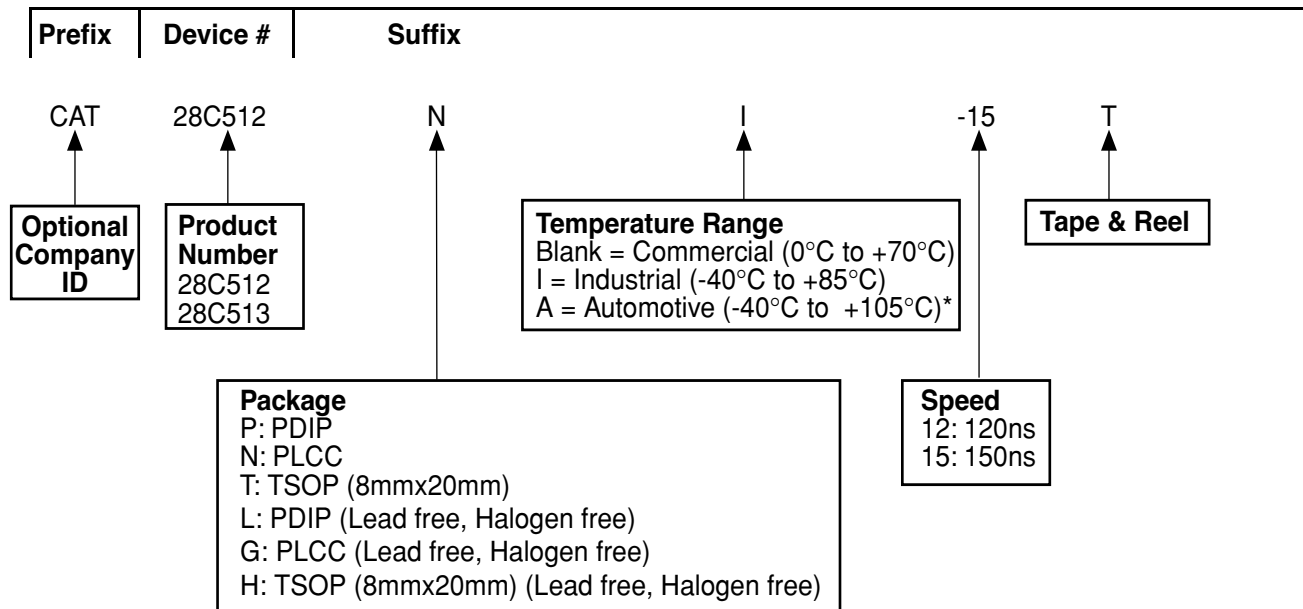 Prefix Device # Suffix
CAT 28C512 N I -15 T
Optional
Company
ID
Product
Number
28C512
28C513
Temperature Range
Blank = Commercial (0°C to +70°C)
I = Industrial (-40°C to +85°C)
A = Automotive (-40°C to +105°C)*
Tape & Reel
Package
P: PDIP
N: PLCC
T: TSOP (8mmx20mm)
L: PDIP (Lead free, Halogen free)
G: PLCC (Lead free, Halogen free)
H: TSOP (8mmx20mm) (Lead free, Halogen free)
Speed
12: 120ns
15: 150ns